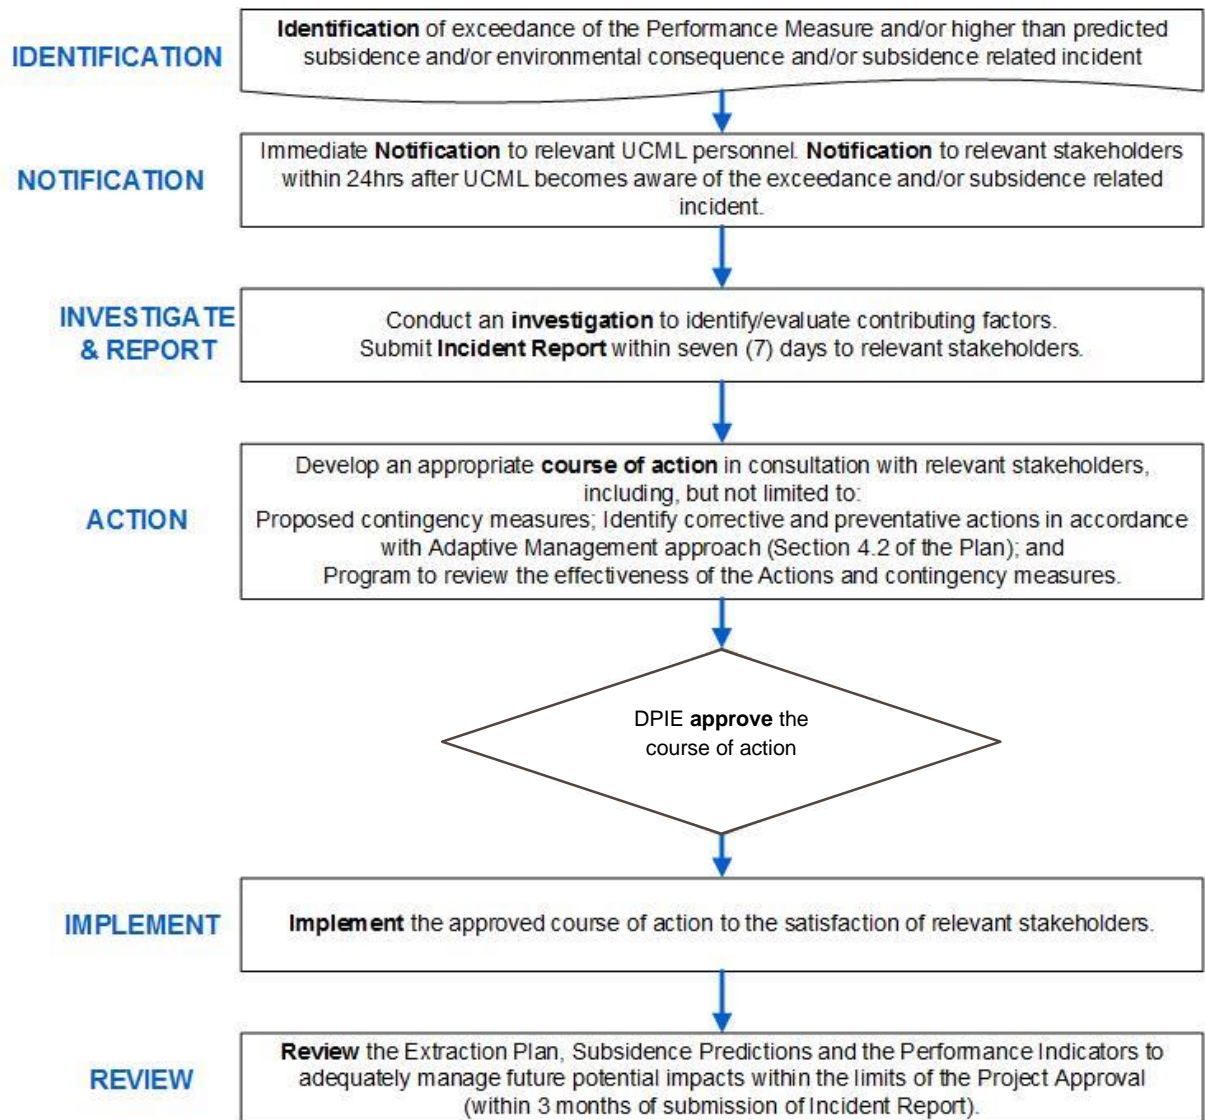 IDENTIFICATION
Identification of exceedance of the Performance Measure and/or higher than predicted
subsidence and/or environmental consequence and/or subsidence related incident
NOTIFICATION
Immediate Notification to relevant UCML personnel. Notification to relevant stakeholders
within 24hrs after UCML becomes aware of the exceedance and/or subsidence related
incident.
INVESTIGATE
& REPORT
Conduct an investigation to identify/evaluate contributing factors.
Submit Incident Report within seven (7) days to relevant stakeholders.
ACTION
Develop an appropriate course of action in consultation with relevant stakeholders,
including, but not limited to:
Proposed contingency measures; Identify corrective and preventative actions in accordance
with Adaptive Management approach (Section 4.2 of the Plan); and
Program to review the effectiveness of the Actions and contingency measures.
DPIE approve the
course of action
IMPLEMENT
Implement the approved course of action to the satisfaction of relevant stakeholders.
REVIEW
Review the Extraction Plan, Subsidence Predictions and the Performance Indicators to
adequately manage future potential impacts within the limits of the Project Approval
(within 3 months of submission of Incident Report).